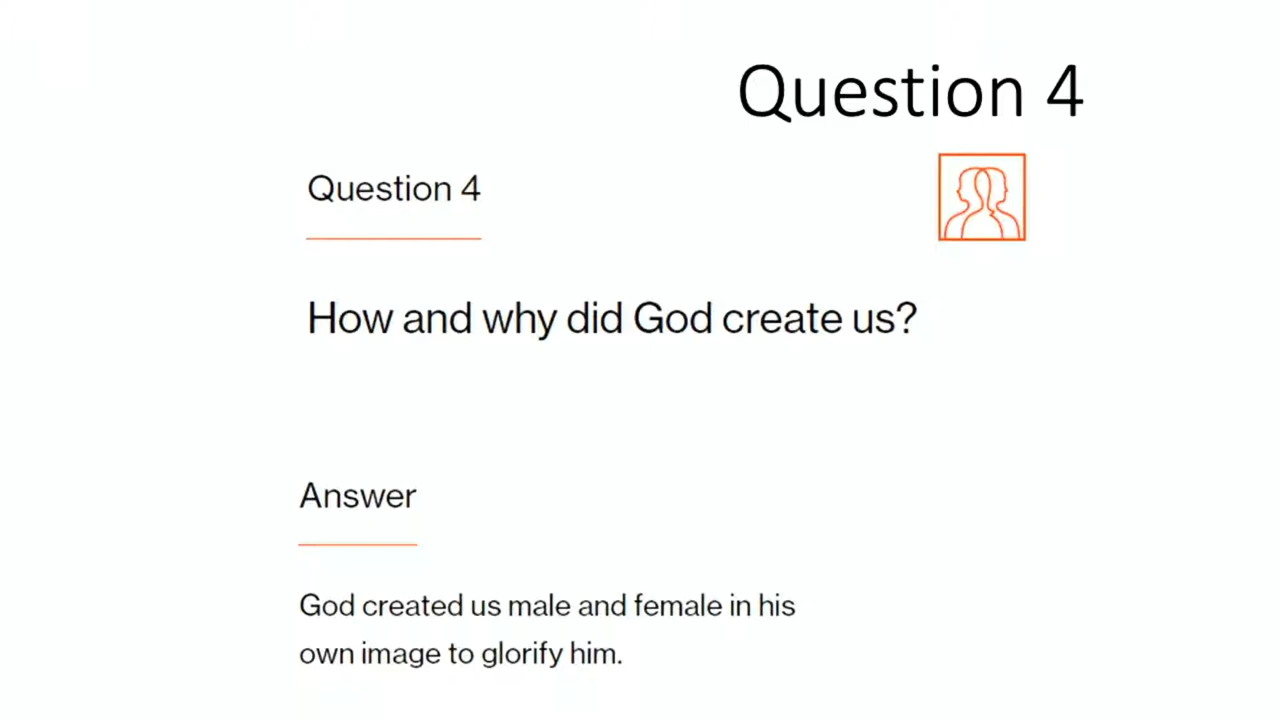 Question 4
Question 4
How and why did God create us?
Answer
God created us male and female in his
own image to glorify him.